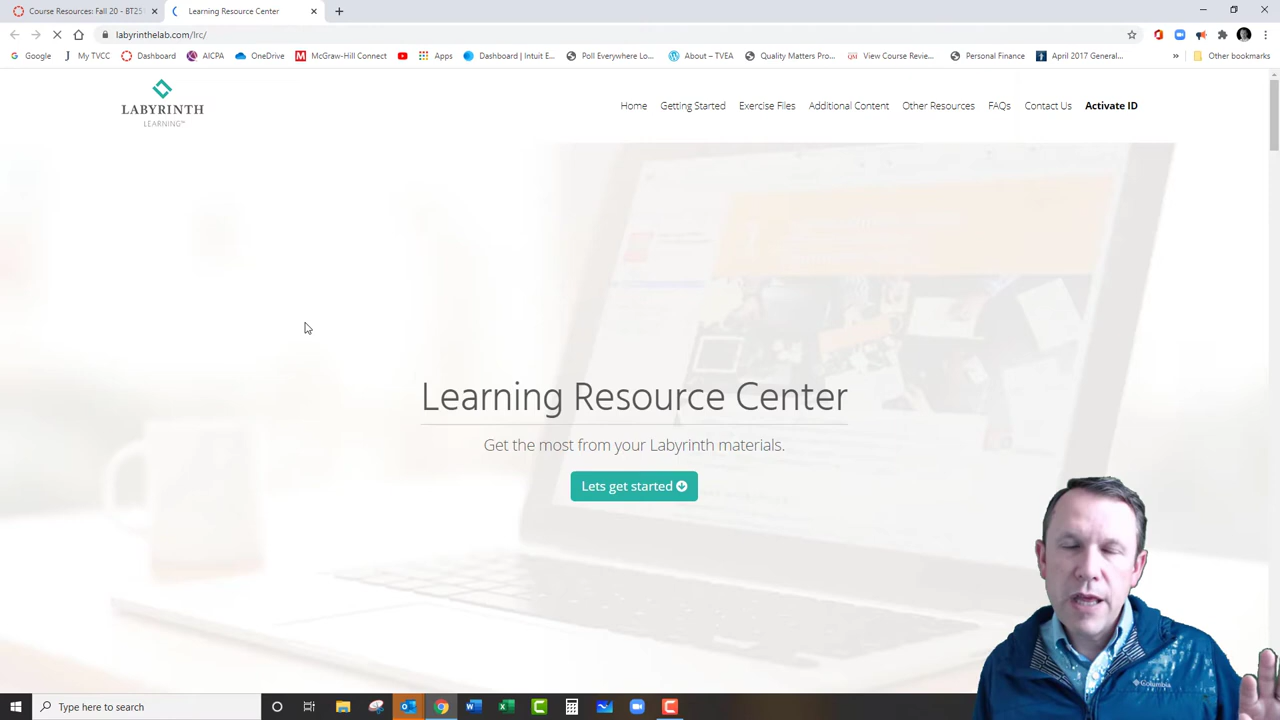 Course Resources: Fall 20 - BT25
Learning Resource Center
labyrinthelab.com/lrc/
Google
My TVCC
Dashboard
AICPA
OneDrive
McGraw-Hill Connect
Apps
Dashboard | Intuit E...
Poll Everywhere Lo...
About – TVEA
Quality Matters Pro...
View Course Revie...
Personal Finance
April 2017 General...
Other bookmarks
LABYRINTH
LEARNING™
Home
Getting Started
Exercise Files
Additional Content
Other Resources
FAQs
Contact Us
Activate ID
Learning Resource Center
Get the most from your Labyrinth materials.
Lets get started
Columbia
Type here to search